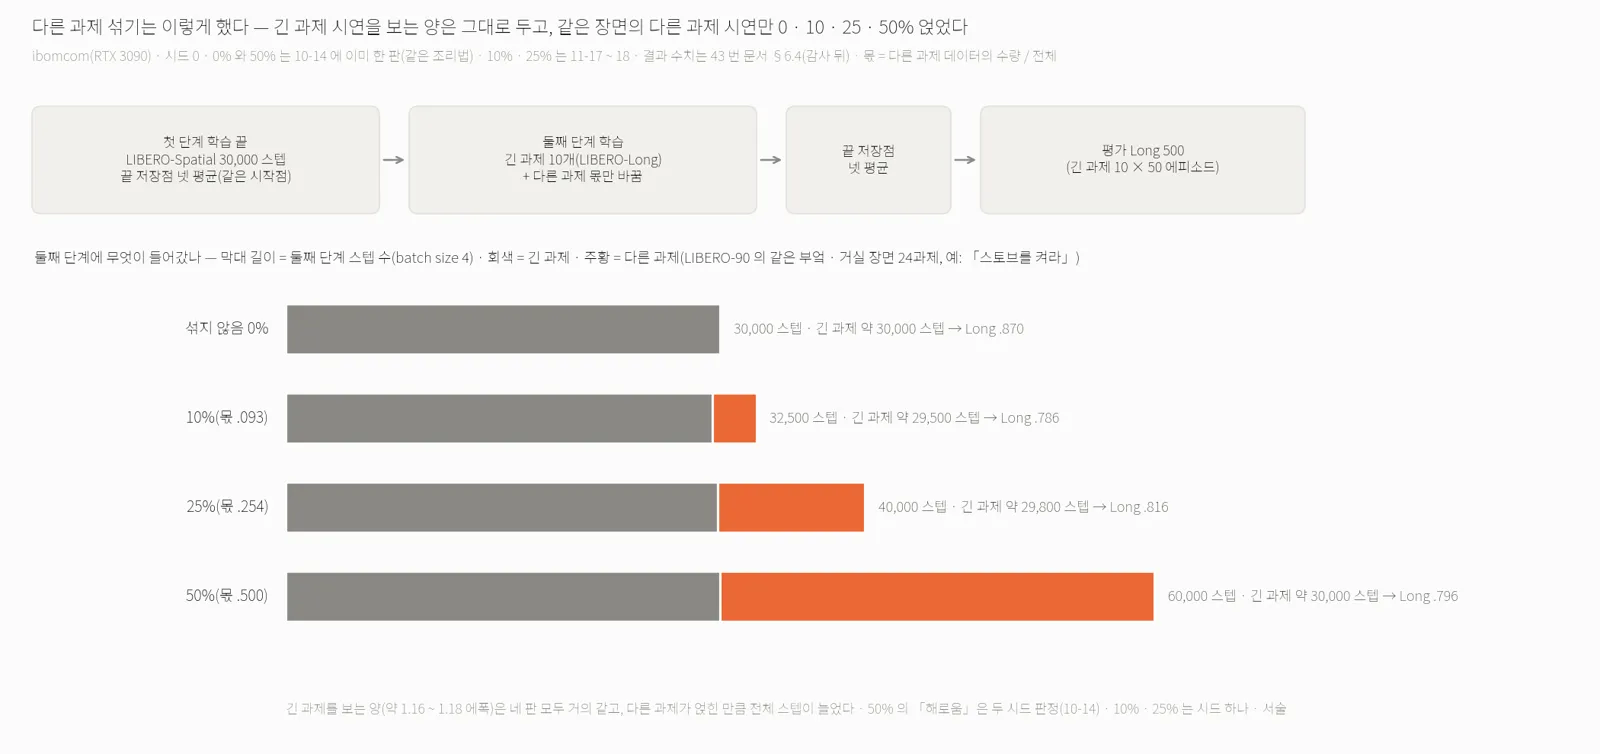 다른 과제 섞기는 이렇게 했다 — 긴 과제 시연을 보는 양은 그대로 두고, 같은 장면의 다른 과제 시연만 0 · 10 · 25 · 50% 얹었다
ibomcom(RTX 3090) · 시드 0 · 0% 와 50% 는 10-14 에 이미 한 판(같은 조리법) · 10% · 25% 는 11-17 ~ 18 · 결과 수치는 43 번 문서 §6.4(감사 뒤) · 몫 = 다른 과제 데이터의 수량 / 전체
첫 단계 학습 끝
LIBERO-Spatial 30,000 스텝
끝 저장점 넷 평균(같은 시작점)
둘째 단계 학습
긴 과제 10개(LIBERO-Long)
+ 다른 과제 몫만 바꿈
끝 저장점
넷 평균
평가 Long 500
(긴 과제 10 × 50 에피소드)
둘째 단계에 무엇이 들어갔나 — 막대 길이 = 둘째 단계 스텝 수(batch size 4) · 회색 = 긴 과제 · 주황 = 다른 과제(LIBERO-90 의 같은 부엌 · 거실 장면 24과제, 예: 「스토브를 켜라」)
섞지 않음 0%
30,000 스텝 · 긴 과제 약 30,000 스텝 → Long .870
10%(몫 .093)
32,500 스텝 · 긴 과제 약 29,500 스텝 → Long .786
25%(몫 .254)
40,000 스텝 · 긴 과제 약 29,800 스텝 → Long .816
50%(몫 .500)
60,000 스텝 · 긴 과제 약 30,000 스텝 → Long .796
긴 과제를 보는 양(약 1.16 ~ 1.18 에폭)은 네 판 모두 거의 같고, 다른 과제가 얹힌 만큼 전체 스텝이 늘었다 · 50% 의 「해로움」은 두 시드 판정(10-14) · 10% · 25% 는 시드 하나 · 서술